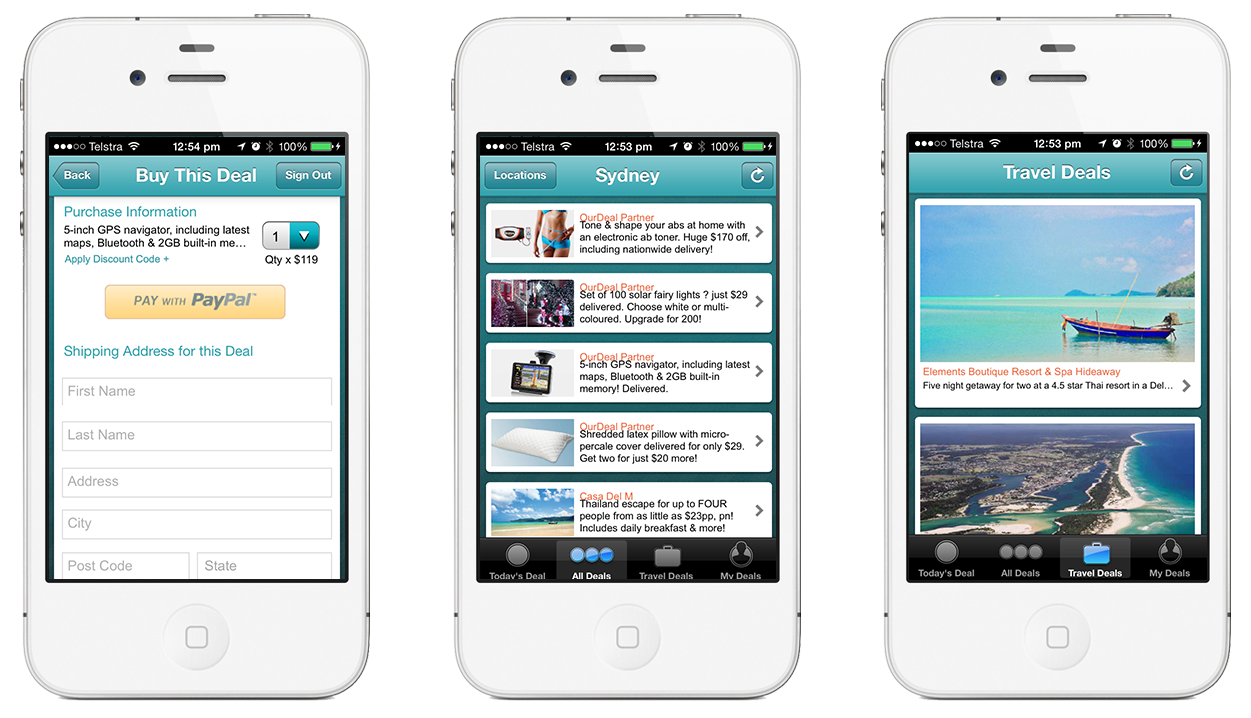 ●●●○○ Telstra 12:54 pm 100%
Back Buy This Deal Sign Out
Purchase Information
5-inch GPS navigator, including latest
maps, Bluetooth & 2GB built-in me...
1
Qty x $119
Apply Discount Code +
PAY WITH PayPal™
Shipping Address for this Deal
First Name
Last Name
Address
City
Post Code State
●●●○○ Telstra 12:53 pm 100%
Locations Sydney
OurDeal Partner
Tone & shape your abs at home with
an electronic ab toner. Huge $170 off,
including nationwide delivery!
OurDeal Partner
Set of 100 solar fairy lights ? just $29
delivered. Choose white or multi-
coloured. Upgrade for 200!
OurDeal Partner
5-inch GPS navigator, including latest
maps, Bluetooth & 2GB built-in
memory! Delivered.
OurDeal Partner
Shredded latex pillow with micro-
percale cover delivered for only $29.
Get two for just $20 more!
Casa Del M
Thailand escape for up to FOUR
people from as little as $23pp, pn!
Includes daily breakfast & more!
Today's Deal All Deals Travel Deals My Deals
●●●○○ Telstra 12:53 pm 100%
Travel Deals
Elements Boutique Resort & Spa Hideaway
Five night getaway for two at a 4.5 star Thai resort in a Del...
Today's Deal All Deals Travel Deals My Deals